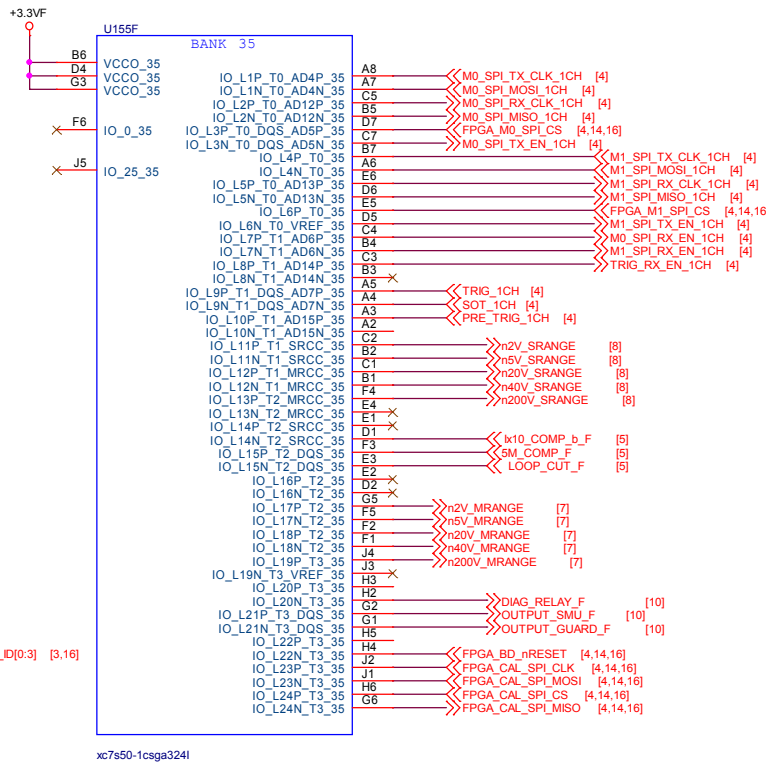 +3.3VF
U155F
BANK 35
B6 VCCO_35
D4 VCCO_35
G3 VCCO_35
F6 IO_0_35
J5 IO_25_35
IO_L1P_T0_AD4P_35 A8 M0_SPI_TX_CLK_1CH [4]
IO_L1N_T0_AD4N_35 A7 M0_SPI_MOSI_1CH [4]
IO_L2P_T0_AD12P_35 C5 M0_SPI_RX_CLK_1CH [4]
IO_L2N_T0_AD12N_35 B5 M0_SPI_MISO_1CH [4]
IO_L3P_T0_DQS_AD5P_35 D7 FPGA_M0_SPI_CS [4,14,16]
IO_L3N_T0_DQS_AD5N_35 C7 M0_SPI_TX_EN_1CH [4]
IO_L4P_T0_35 B7 M1_SPI_TX_CLK_1CH [4]
IO_L4N_T0_35 A6 M1_SPI_MOSI_1CH [4]
IO_L5P_T0_AD13P_35 E6 M1_SPI_RX_CLK_1CH [4]
IO_L5N_T0_AD13N_35 D6 M1_SPI_MISO_1CH [4]
IO_L6P_T0_35 E5 FPGA_M1_SPI_CS [4,14,16
IO_L6N_T0_VREF_35 D5 M1_SPI_TX_EN_1CH [4]
IO_L7P_T1_AD6P_35 C4 M0_SPI_RX_EN_1CH [4]
IO_L7N_T1_AD6N_35 B4 M1_SPI_RX_EN_1CH [4]
IO_L8P_T1_AD14P_35 C3 TRIG_RX_EN_1CH [4]
IO_L8N_T1_AD14N_35 B3
IO_L9P_T1_DQS_AD7P_35 A5 TRIG_1CH [4]
IO_L9N_T1_DQS_AD7N_35 A4 SOT_1CH [4]
IO_L10P_T1_AD15P_35 A3 PRE_TRIG_1CH [4]
IO_L10N_T1_AD15N_35 A2
IO_L11P_T1_SRCC_35 C2 n2V_SRANGE [8]
IO_L11N_T1_SRCC_35 B2 n5V_SRANGE [8]
IO_L12P_T1_MRCC_35 C1 n20V_SRANGE [8]
IO_L12N_T1_MRCC_35 B1 n40V_SRANGE [8]
IO_L13P_T2_MRCC_35 F4 n200V_SRANGE [8]
IO_L13N_T2_MRCC_35 E4
IO_L14P_T2_SRCC_35 E1
IO_L14N_T2_SRCC_35 D1 Ix10_COMP_b_F [5]
IO_L15P_T2_DQS_35 F3 5M_COMP_F [5]
IO_L15N_T2_DQS_35 E3 LOOP_CUT_F [5]
IO_L16P_T2_35 E2
IO_L16N_T2_35 D2
IO_L17P_T2_35 G5 n2V_MRANGE [7]
IO_L17N_T2_35 F5 n5V_MRANGE [7]
IO_L18P_T2_35 F2 n20V_MRANGE [7]
IO_L18N_T2_35 F1 n40V_MRANGE [7]
IO_L19P_T3_35 J4 n200V_MRANGE [7]
IO_L19N_T3_VREF_35 J3
IO_L20P_T3_35 H3
IO_L20N_T3_35 H2 DIAG_RELAY_F [10]
IO_L21P_T3_DQS_35 G2 OUTPUT_SMU_F [10]
IO_L21N_T3_DQS_35 G1 OUTPUT_GUARD_F [10]
IO_L22P_T3_35 H5
IO_L22N_T3_35 H4 FPGA_BD_nRESET [4,14,16]
IO_L23P_T3_35 J2 FPGA_CAL_SPI_CLK [4,14,16]
IO_L23N_T3_35 J1 FPGA_CAL_SPI_MOSI [4,14,16]
IO_L24P_T3_35 H6 FPGA_CAL_SPI_CS [4,14,16]
IO_L24N_T3_35 G6 FPGA_CAL_SPI_MISO [4,14,16]
_ID[0:3] [3,16]
xc7s50-1csga324I